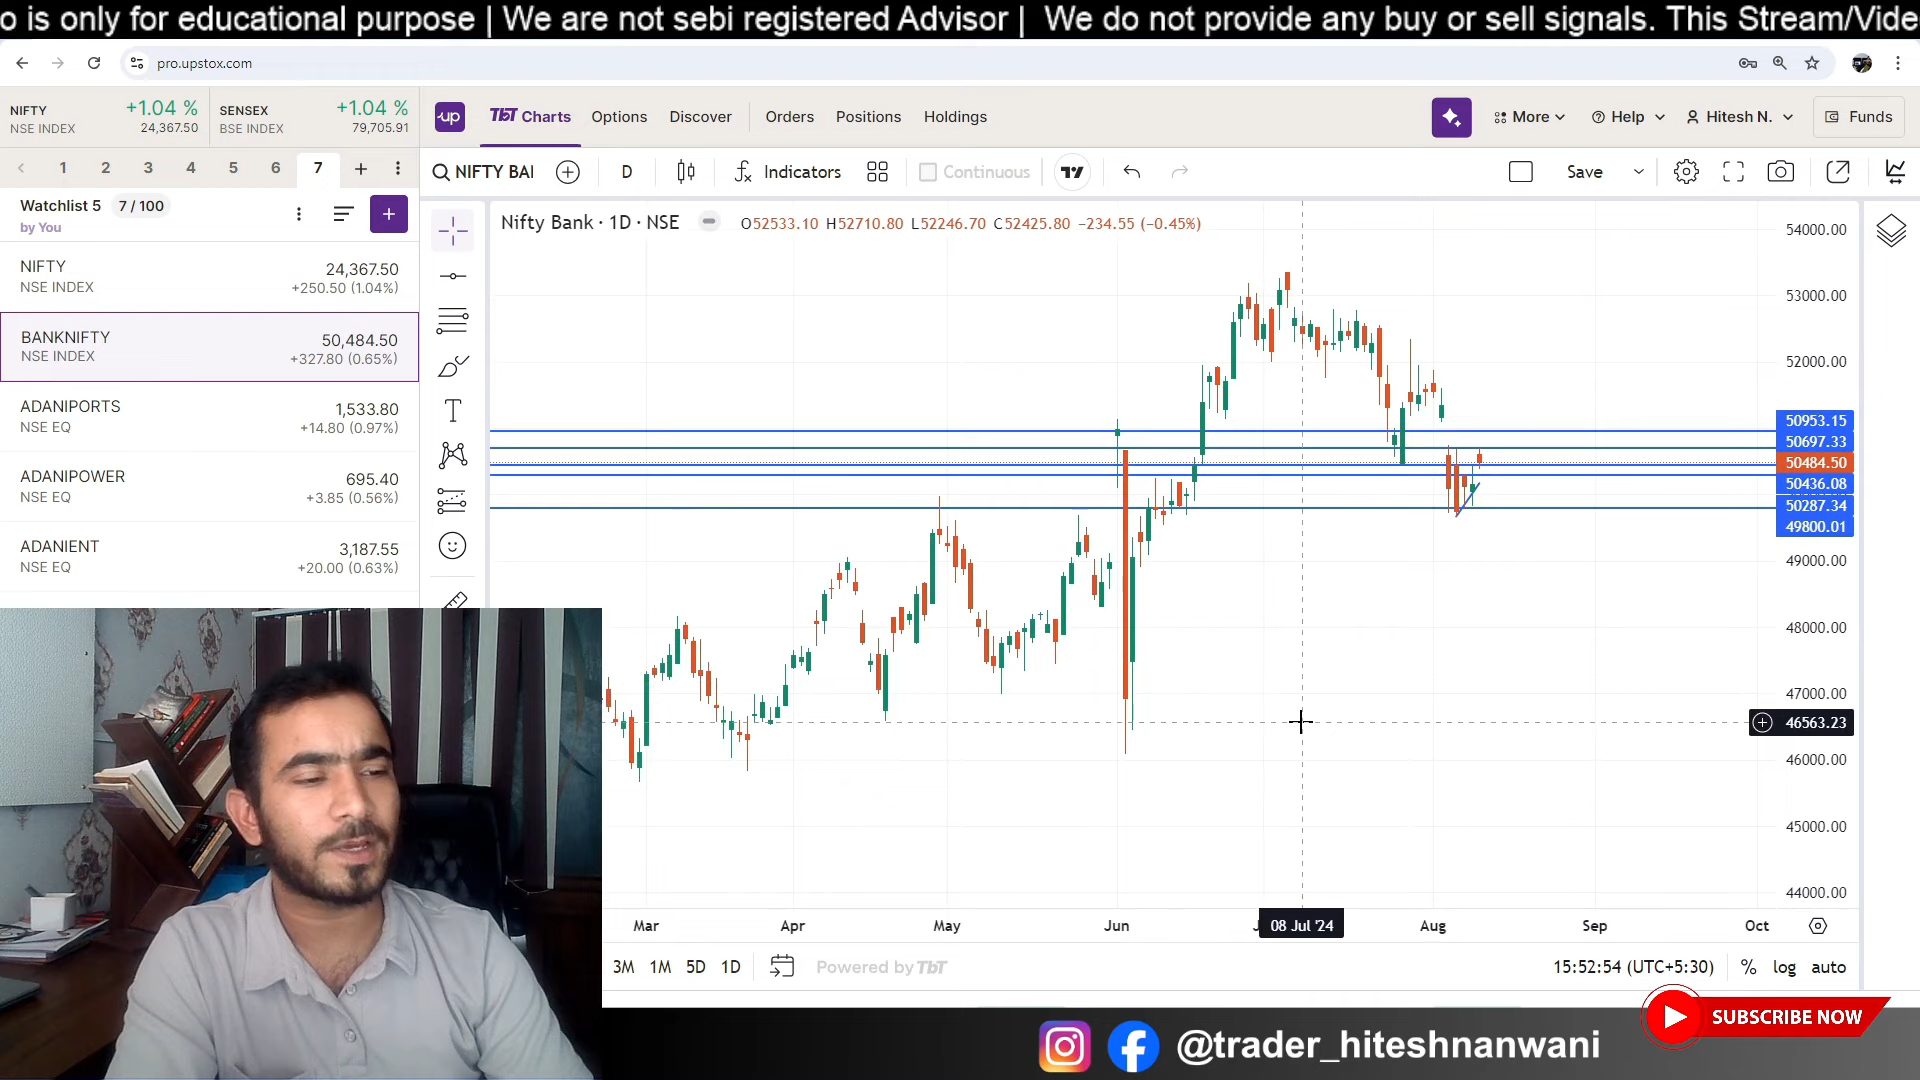 o is only for educational purpose | We are not sebi registered Advisor |  We do not provide any buy or sell signals. This Stream/Vide
pro.upstox.com
NIFTY +1.04 %
NSE INDEX 24,367.50
SENSEX +1.04 %
BSE INDEX 79,705.91
up
TbT Charts Options Discover Orders Positions Holdings
More Help Hitesh N. Funds
1 2 3 4 5 6 7
NIFTY BAI D Indicators Continuous Save
Watchlist 5 7 / 100
by You
Nifty Bank · 1D · NSE O52533.10 H52710.80 L52246.70 C52425.80 −234.55 (−0.45%)
NIFTY 24,367.50
NSE INDEX +250.50 (1.04%)
BANKNIFTY 50,484.50
NSE INDEX +327.80 (0.65%)
ADANIPORTS 1,533.80
NSE EQ +14.80 (0.97%)
ADANIPOWER 695.40
NSE EQ +3.85 (0.56%)
ADANIENT 3,187.55
NSE EQ +20.00 (0.63%)
54000.00
53000.00
52000.00
50953.15
50697.33
50484.50
50436.08
50287.34
49800.01
49000.00
48000.00
47000.00
46563.23
46000.00
45000.00
44000.00
Mar Apr May Jun 08 Jul '24 Aug Sep Oct
3M 1M 5D 1D Powered by TbT 15:52:54 (UTC+5:30) % log auto
SUBSCRIBE NOW
@trader_hiteshnanwani